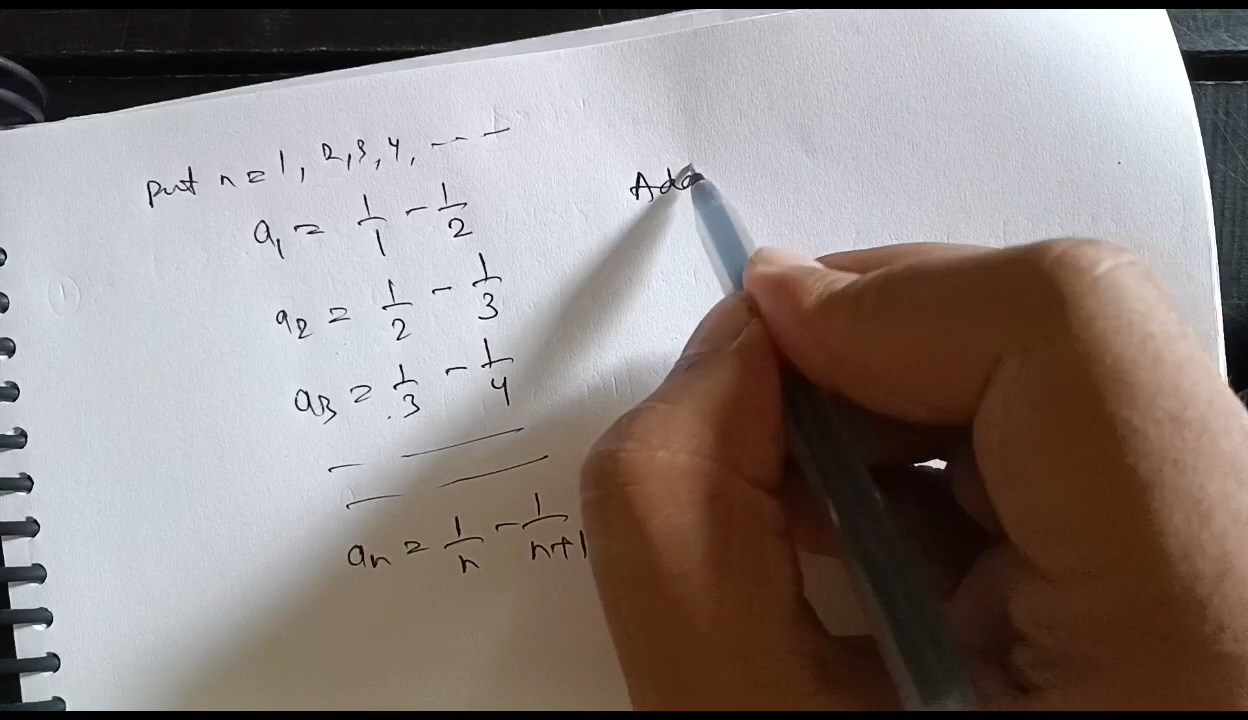 put n = 1, 2, 3, 4, - - -
a₁ = 1/1 - 1/2
a₂ = 1/2 - 1/3
a₃ = 1/3 - 1/4
aₙ = 1/n - 1/n+1
Add